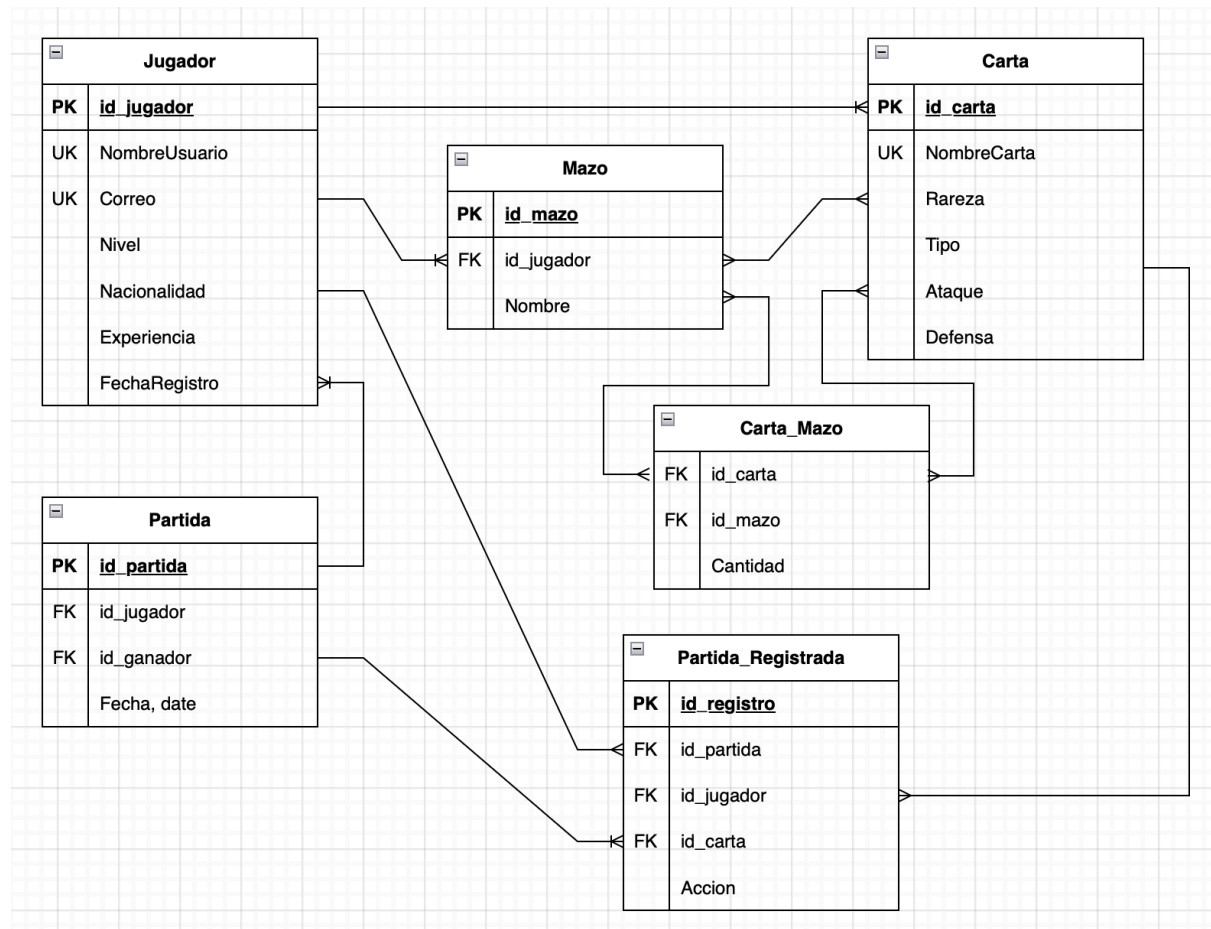 Jugador
PK id_jugador
UK NombreUsuario
UK Correo
Nivel
Nacionalidad
Experiencia
FechaRegistro
Carta
PK id_carta
UK NombreCarta
Rareza
Tipo
Ataque
Defensa
Mazo
PK id_mazo
FK id_jugador
Nombre
Carta_Mazo
FK id_carta
FK id_mazo
Cantidad
Partida
PK id_partida
FK id_jugador
FK id_ganador
Fecha, date
Partida_Registrada
PK id_registro
FK id_partida
FK id_jugador
FK id_carta
Accion